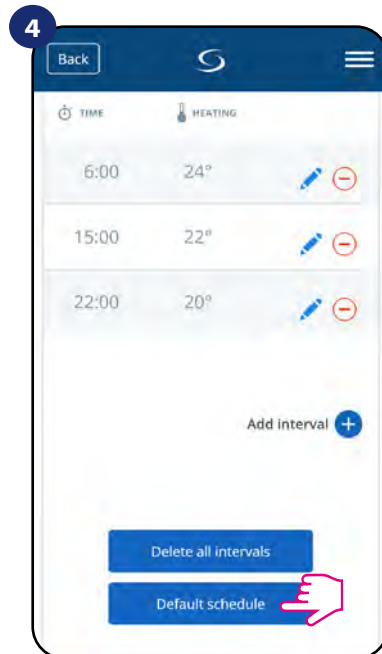 4
Back
TIME HEATING
6:00 24°
15:00 22°
22:00 20°
Add interval
Delete all intervals
Default schedule